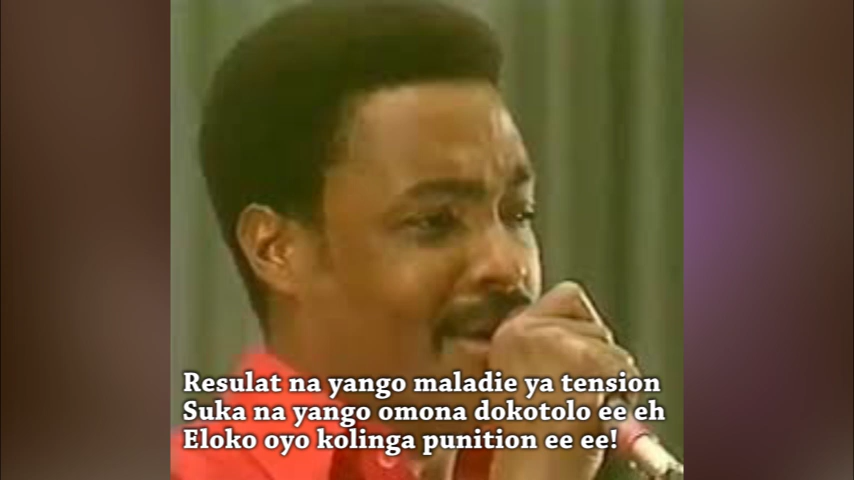 Resulat na yango maladie ya tension
Suka na yango omona dokotolo ee eh
Eloko oyo kolinga punition ee ee!